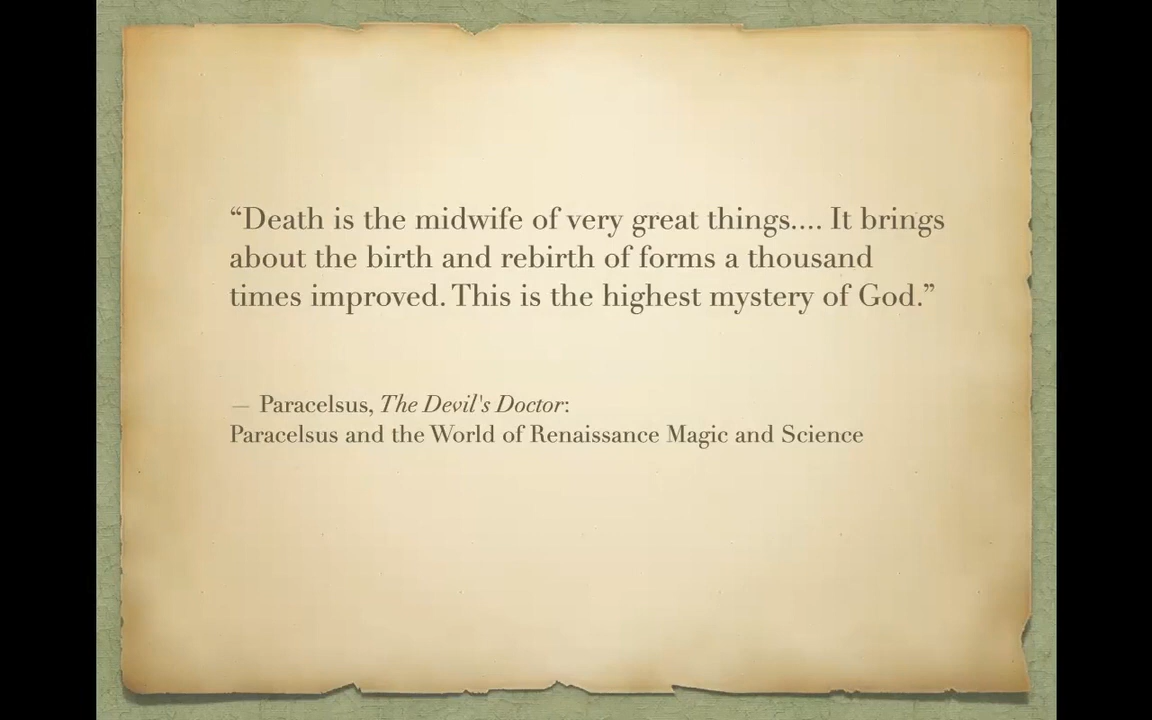 “Death is the midwife of very great things.... It brings
about the birth and rebirth of forms a thousand
times improved. This is the highest mystery of God.”
— Paracelsus, The Devil's Doctor:
Paracelsus and the World of Renaissance Magic and Science